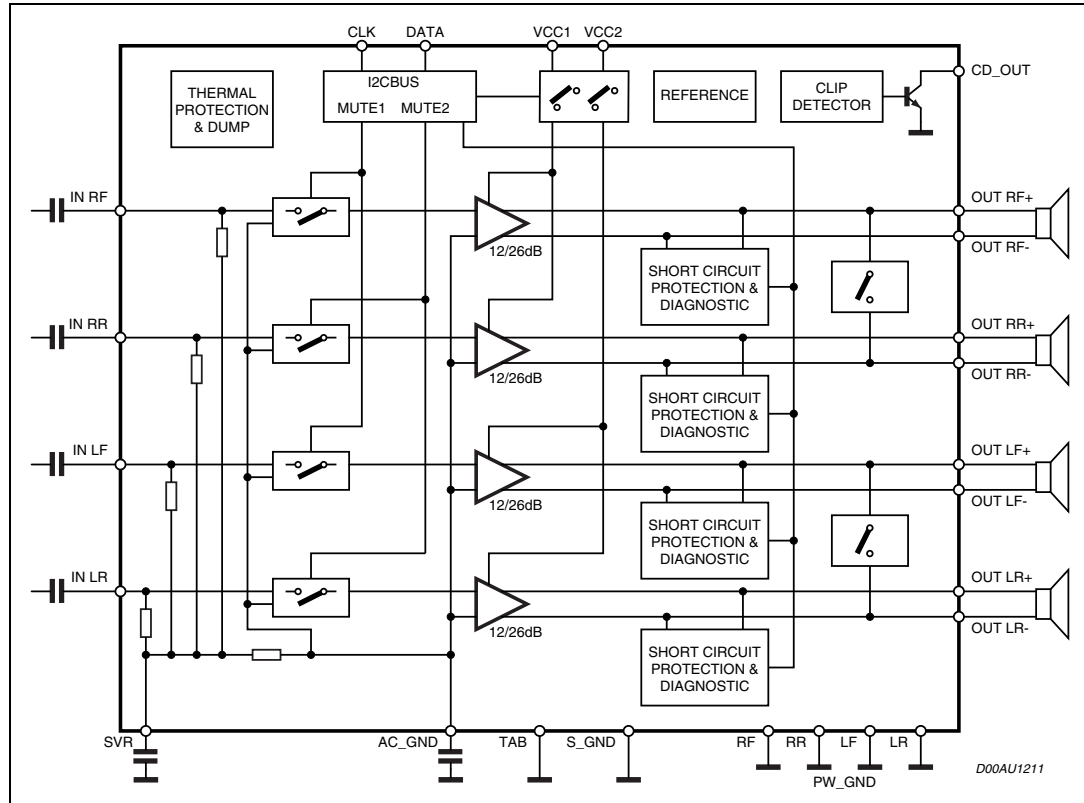 CLK DATA VCC1 VCC2
CD_OUT
THERMAL
PROTECTION
& DUMP
I2CBUS
MUTE1 MUTE2
REFERENCE
CLIP
DETECTOR
IN RF
12/26dB
SHORT CIRCUIT
PROTECTION &
DIAGNOSTIC
OUT RF+
OUT RF-
IN RR
12/26dB
SHORT CIRCUIT
PROTECTION &
DIAGNOSTIC
OUT RR+
OUT RR-
IN LF
12/26dB
SHORT CIRCUIT
PROTECTION &
DIAGNOSTIC
OUT LF+
OUT LF-
IN LR
12/26dB
SHORT CIRCUIT
PROTECTION &
DIAGNOSTIC
OUT LR+
OUT LR-
SVR AC_GND TAB S_GND RF RR LF LR
PW_GND
D00AU1211